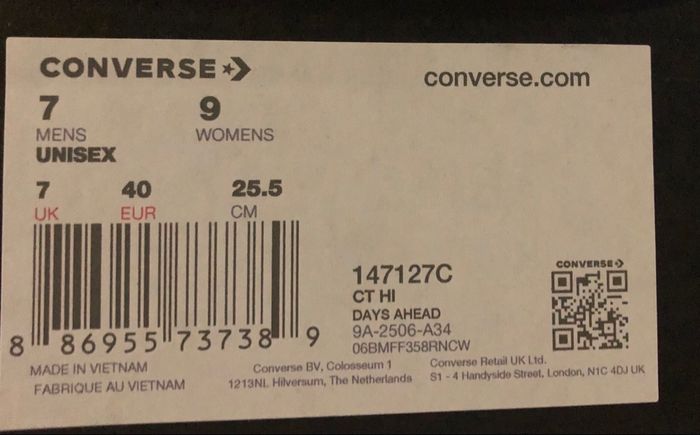 CONVERSE
converse.com
7 9
MENS WOMENS
UNISEX
7 40 25.5
UK EUR CM
147127C
CT HI
DAYS AHEAD
9A-2506-A34
06BMFF358RNCW
CONVERSE
8 86955 73738 9
MADE IN VIETNAM
FABRIQUE AU VIETNAM
Converse BV, Colosseum 1
1213NL Hilversum, The Netherlands
Converse Retail UK Ltd.
S1 - 4 Handyside Street, London, N1C 4DJ UK